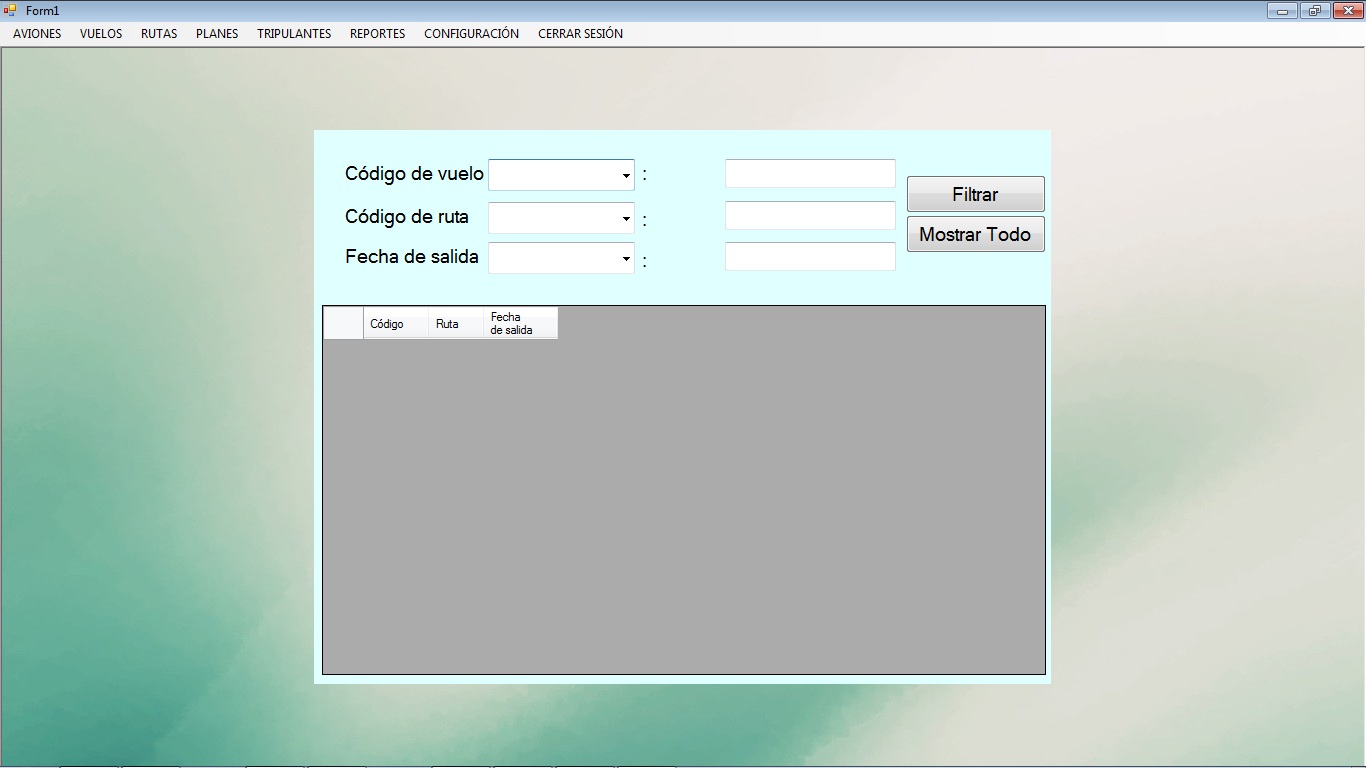 Form1
AVIONES VUELOS RUTAS PLANES TRIPULANTES REPORTES CONFIGURACIÓN CERRAR SESIÓN
Código de vuelo :
Código de ruta :
Fecha de salida :
Filtrar
Mostrar Todo
Código Ruta Fecha
de salida